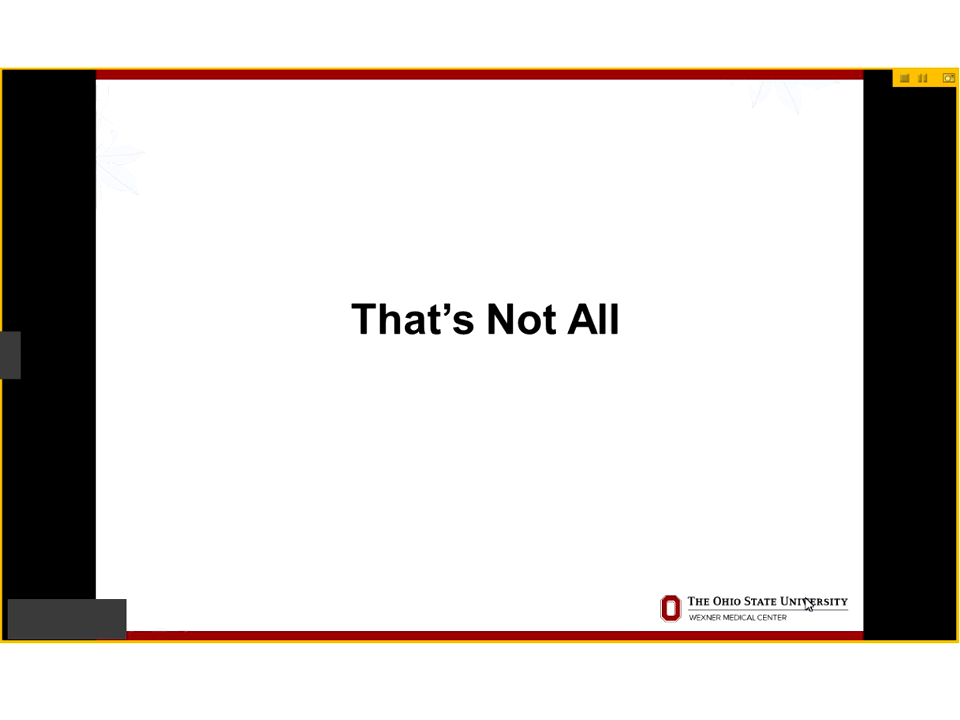 That’s Not All
THE OHIO STATE UNIVERSITY
WEXNER MEDICAL CENTER